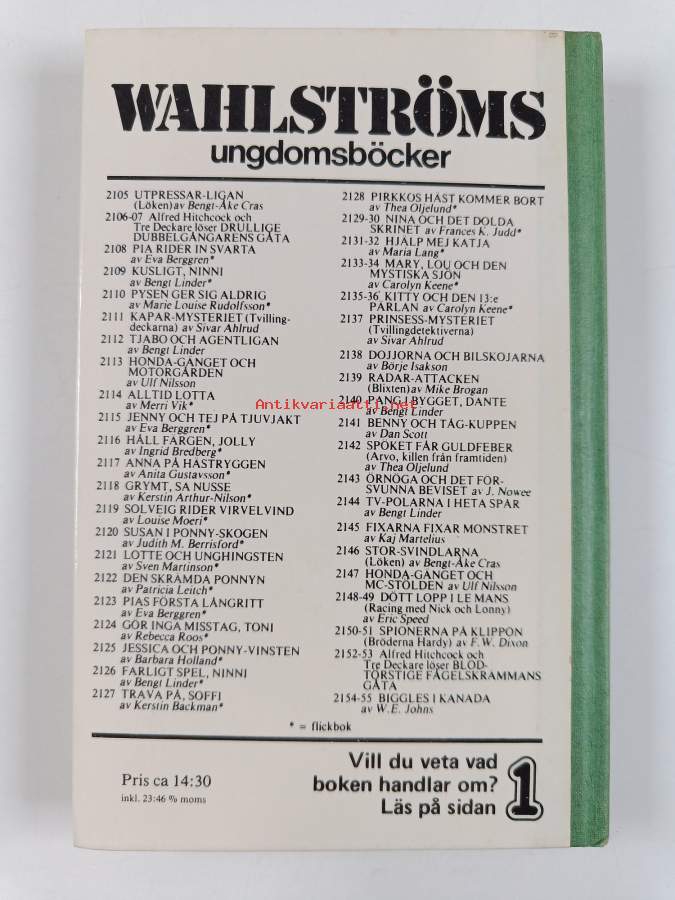 WAHLSTRÖMS
ungdomsböcker
2105 UTPRESSAR-LIGAN
(Löken) av Bengt-Åke Cras
2106-07 Alfred Hitchcock och
Tre Deckare löser DRULLIGE
DUBBELGÅNGARENS GÅTA
2108 PIA RIDER IN SVARTA
av Eva Berggren*
2109 KUSLIGT, NINNI
av Bengt Linder*
2110 PYSEN GER SIG ALDRIG
av Marie Louise Rudolfsson*
2111 KAPAR-MYSTERIET (Tvilling-
deckarna) av Sivar Ahlrud
2112 TJABO OCH AGENTLIGAN
av Bengt Linder
2113 HONDA-GÄNGET OCH
MOTORGÅRDEN
av Ulf Nilsson
2114 ALLTID LOTTA
av Merri Vik*
2115 JENNY OCH TEJ PÅ TJUVJAKT
av Eva Berggren*
2116 HÅLL FÄRGEN, JOLLY
av Ingrid Bredberg*
2117 ANNA PÅ HÄSTRYGGEN
av Anita Gustavsson*
2118 GRYMT, SA NUSSE
av Kerstin Arthur-Nilson*
2119 SOLVEIG RIDER VIRVELVIND
av Louise Moeri*
2120 SUSAN I PONNY-SKOGEN
av Judith M. Berrisford*
2121 LOTTE OCH UNGHINGSTEN
av Sven Martinson*
2122 DEN SKRÄMDA PONNYN
av Patricia Leitch*
2123 PIAS FÖRSTA LÅNGRITT
av Eva Berggren*
2124 GÖR INGA MISSTAG, TONI
av Rebecca Roos*
2125 JESSICA OCH PONNY-VINSTEN
av Barbara Holland*
2126 FARLIGT SPEL, NINNI
av Bengt Linder*
2127 TRAVA PÅ, SOFFI
av Kerstin Backman*
2128 PIRKKOS HÄST KOMMER BORT
av Thea Oljelund*
2129-30 NINA OCH DET DOLDA
SKRINET av Frances K. Judd*
2131-32 HJÄLP MEJ KATJA
av Maria Lang*
2133-34 MARY, LOU OCH DEN
MYSTISKA SJÖN
av Carolyn Keene*
2135-36 KITTY OCH DEN 13:e
PÄRLAN av Carolyn Keene*
2137 PRINSESS-MYSTERIET
(Tvillingdetektiverna)
av Sivar Ahlrud
2138 DOJJORNA OCH BILSKOJARNA
av Börje Isakson
2139 RADAR-ATTACKEN
(Blixten) av Mike Brogan
2140 PANG I BYGGET, DANTE
av Bengt Linder
2141 BENNY OCH TÅG-KUPPEN
av Dan Scott
2142 SPÖKET FÅR GULDFEBER
(Arvo, killen från framtiden)
av Thea Oljelund
2143 ÖRNÖGA OCH DET FÖR-
SVUNNA BEVISET av J. Nowee
2144 TV-POLARNA I HETA SPÅR
av Bengt Linder
2145 FIXARNA FIXAR MONSTRET
av Kaj Martelius
2146 STOR-SVINDLARNA
(Löken) av Bengt-Åke Cras
2147 HONDA-GÄNGET OCH
MC-STÖLDEN av Ulf Nilsson
2148-49 DÖTT LOPP I LE MANS
(Racing med Nick och Lonny)
av Eric Speed
2150-51 SPIONERNA PÅ KLIPPÖN
(Bröderna Hardy) av F.W. Dixon
2152-53 Alfred Hitchcock och
Tre Deckare löser BLOD-
TÖRSTIGE FÅGELSKRÄMMANS
GÅTA
2154-55 BIGGLES I KANADA
av W.E. Johns
* = flickbok
Antikvariaatti.net
Pris ca 14:30
inkl. 23:46 % moms
Vill du veta vad
boken handlar om?
Läs på sidan 1